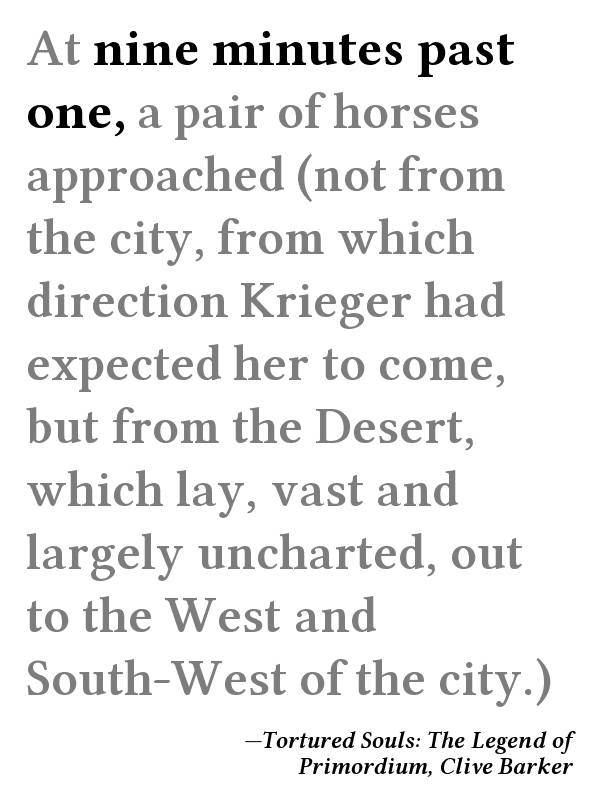 At nine minutes past
one, a pair of horses
approached (not from
the city, from which
direction Krieger had
expected her to come,
but from the Desert,
which lay, vast and
largely uncharted, out
to the West and
South-West of the city.)
—Tortured Souls: The Legend of
Primordium, Clive Barker